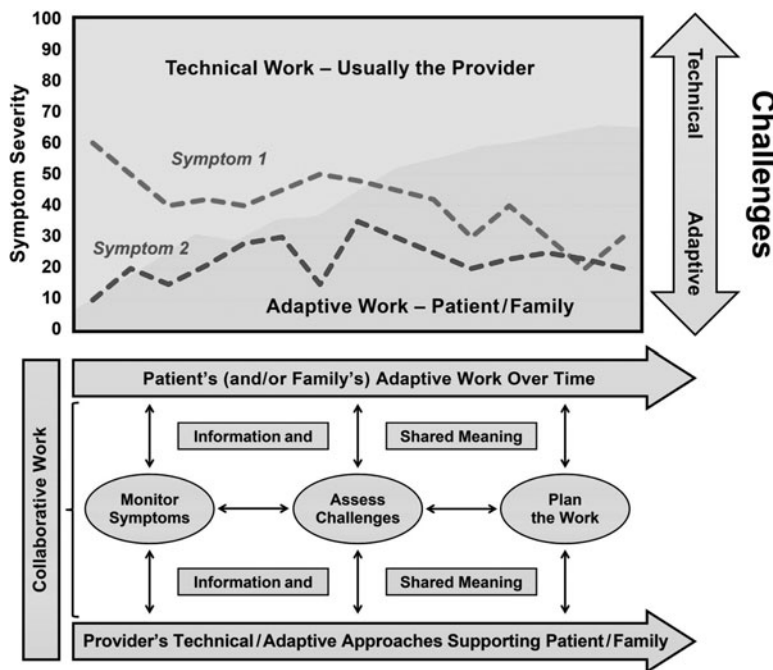 100
90
80
70
60
50
40
30
20
10
0
Symptom Severity
Technical Work – Usually the Provider
Symptom 1
Symptom 2
Adaptive Work – Patient/Family
Technical
Adaptive
Challenges
Collaborative Work
Patient's (and/or Family's) Adaptive Work Over Time
Information and
Shared Meaning
Monitor
Symptoms
Assess
Challenges
Plan
the Work
Information and
Shared Meaning
Provider's Technical/Adaptive Approaches Supporting Patient/Family